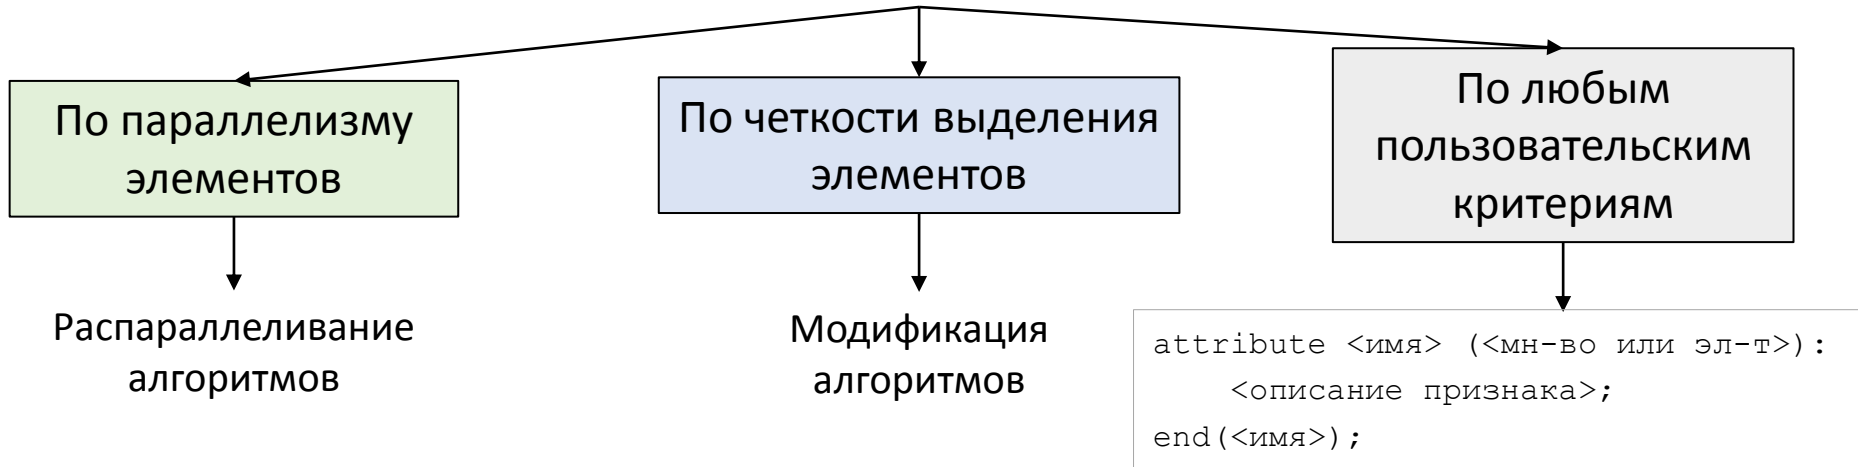 По параллелизму
элементов
По четкости выделения
элементов
По любым
пользовательским
критериям
Распараллеливание
алгоритмов
Модификация
алгоритмов
attribute <имя> (<мн-во или эл-т>):
<описание признака>;
end(<имя>);